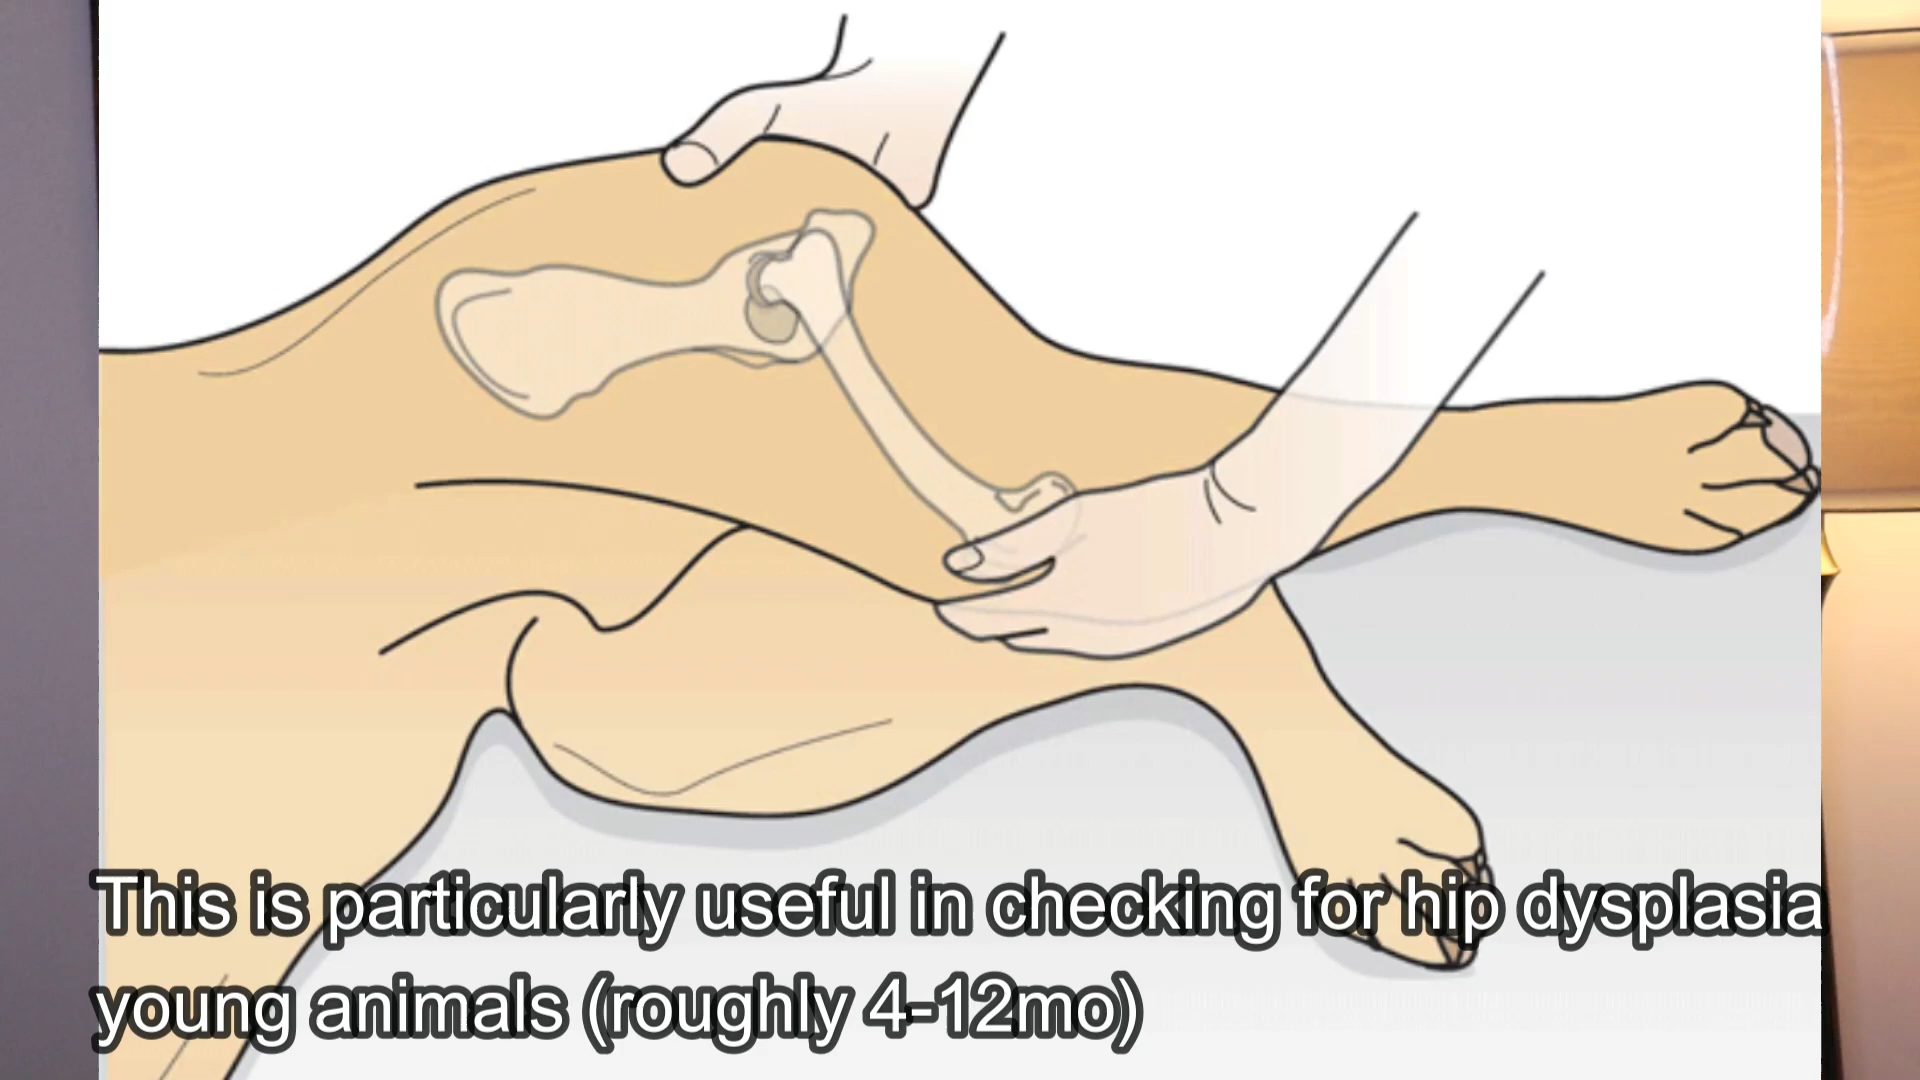 This is particularly useful in checking for hip dysplasia
young animals (roughly 4-12mo)